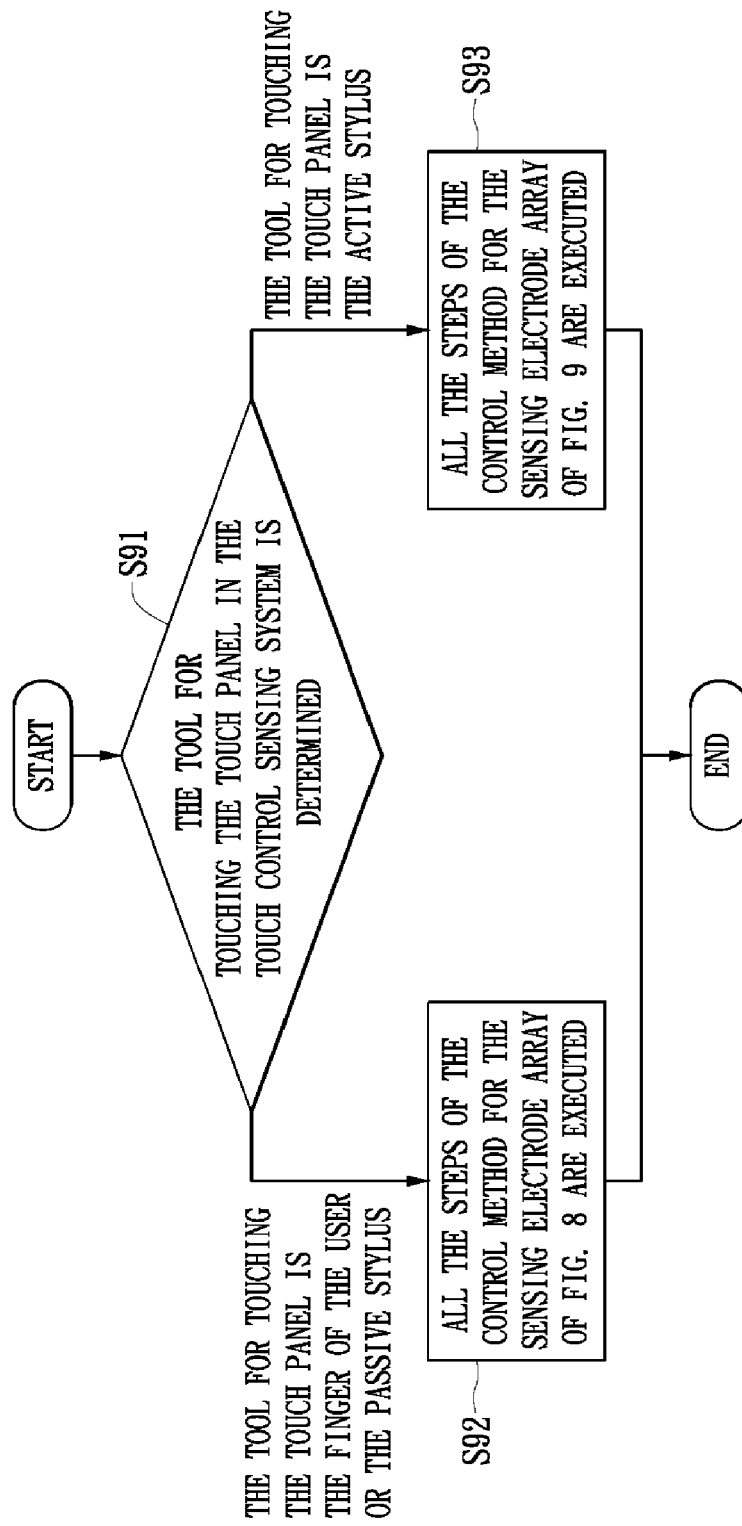 START
S91
THE TOOL FOR
TOUCHING THE TOUCH PANEL IN THE
TOUCH CONTROL SENSING SYSTEM IS
DETERMINED
THE TOOL FOR TOUCHING
THE TOUCH PANEL IS
THE FINGER OF THE USER
OR THE PASSIVE STYLUS
THE TOOL FOR TOUCHING
THE TOUCH PANEL IS
THE ACTIVE STYLUS
S92
ALL THE STEPS OF THE
CONTROL METHOD FOR THE
SENSING ELECTRODE ARRAY
OF FIG. 8 ARE EXECUTED
S93
ALL THE STEPS OF THE
CONTROL METHOD FOR THE
SENSING ELECTRODE ARRAY
OF FIG. 9 ARE EXECUTED
END